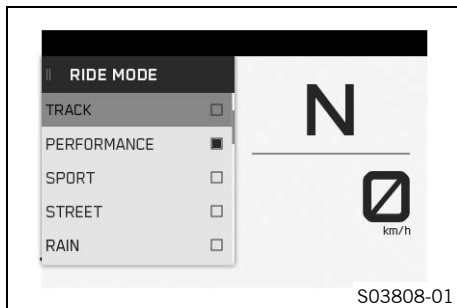 RIDE MODE
TRACK
PERFORMANCE
SPORT
STREET
RAIN
N
0
km/h
S03808-01